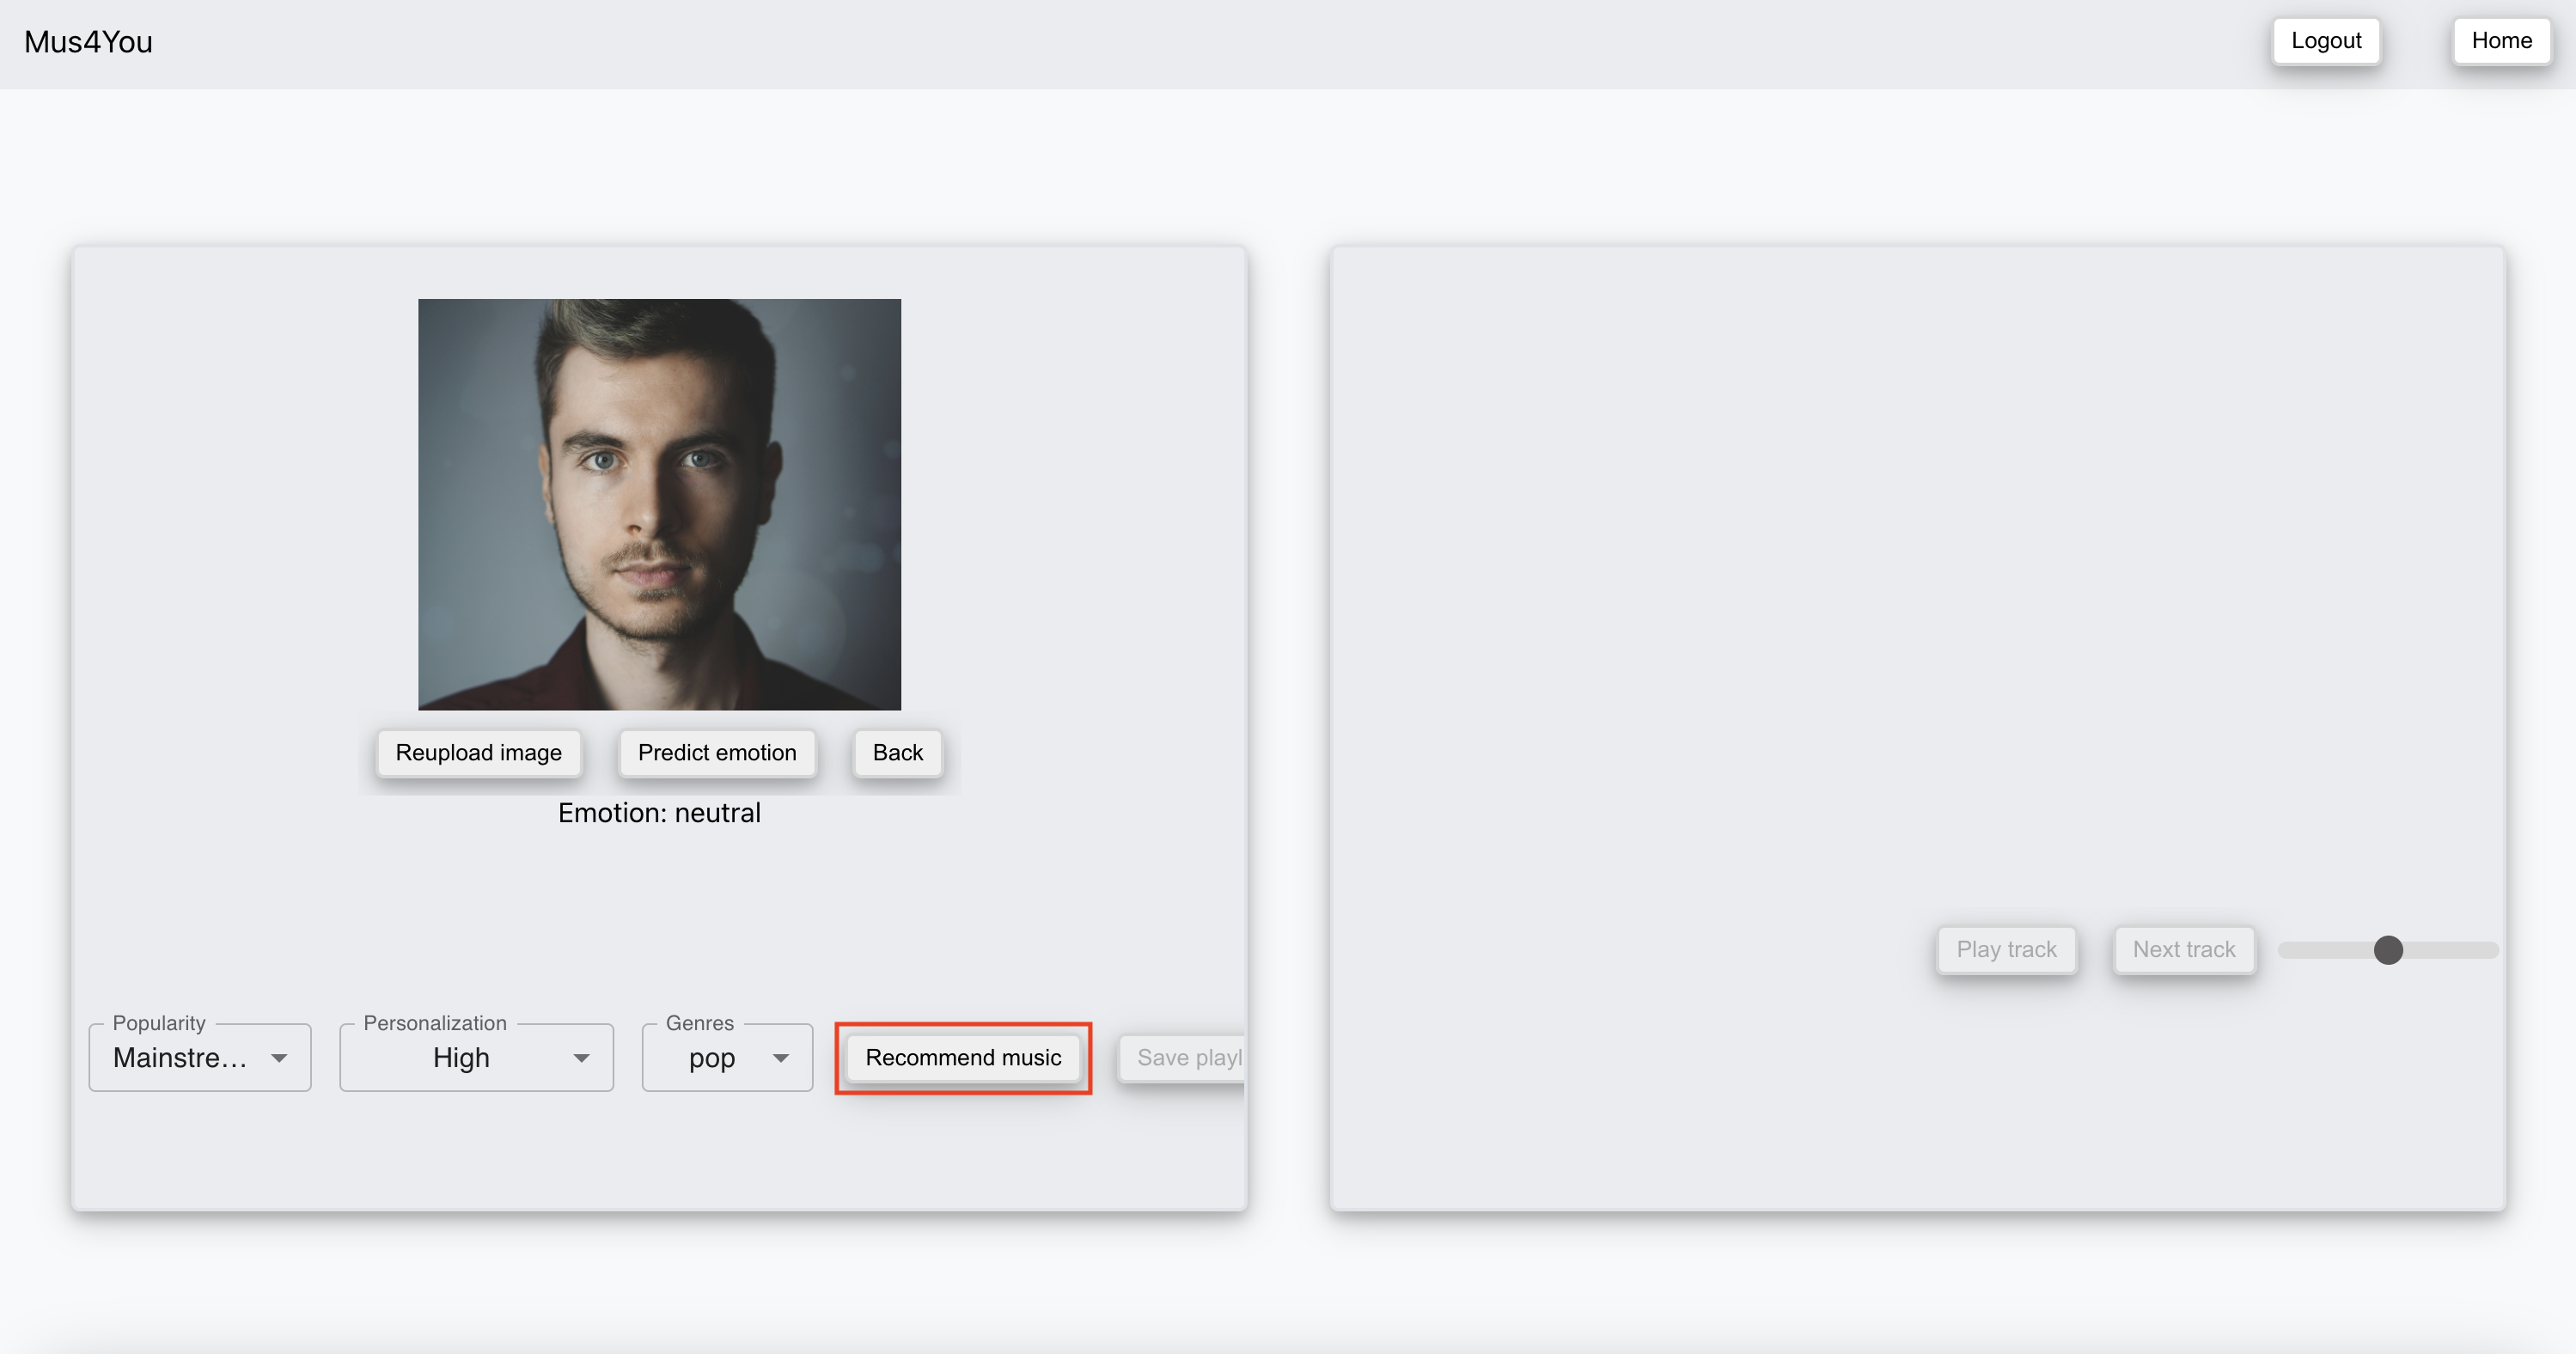 Mus4You
Logout
Home
Reupload image
Predict emotion
Back
Emotion: neutral
Play track
Next track
Popularity
Mainstre...
Personalization
High
Genres
pop
Recommend music
Save playl